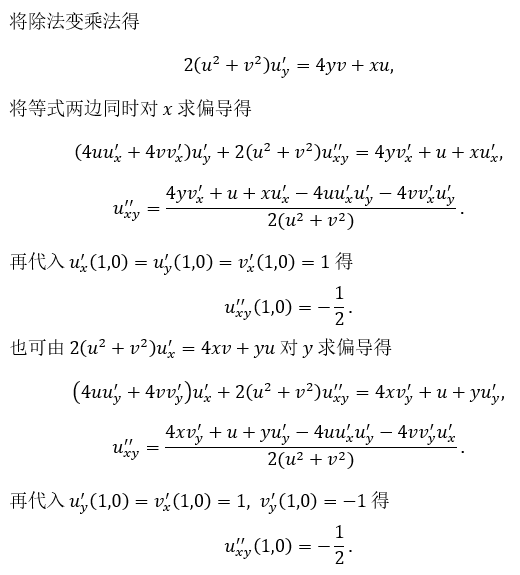 将除法变乘法得
2(u² + v²)u′_y = 4yv + xu,
将等式两边同时对 x 求偏导得
(4uu′_x + 4vv′_x)u′_y + 2(u² + v²)u″_xy = 4yv′_x + u + xu′_x,
u″_xy = (4yv′_x + u + xu′_x − 4uu′_xu′_y − 4vv′_xu′_y) / (2(u² + v²)) .
再代入 u′_x(1,0) = u′_y(1,0) = v′_x(1,0) = 1 得
u″_xy(1,0) = −1/2 .
也可由 2(u² + v²)u′_x = 4xv + yu 对 y 求偏导得
(4uu′_y + 4vv′_y)u′_x + 2(u² + v²)u″_xy = 4xv′_y + u + yu′_y,
u″_xy = (4xv′_y + u + yu′_y − 4uu′_xu′_y − 4vv′_yu′_x) / (2(u² + v²)) .
再代入 u′_y(1,0) = v′_x(1,0) = 1, v′_y(1,0) = −1 得
u″_xy(1,0) = −1/2 .